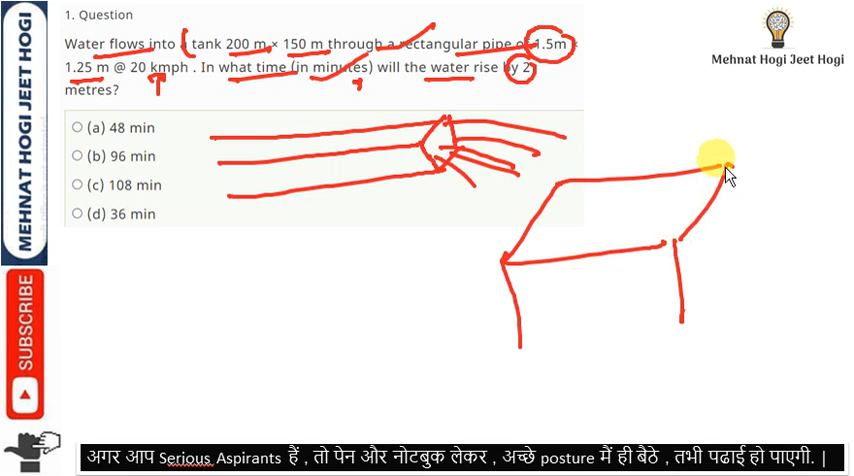 MEHNAT HOGI JEET HOGI
SUBSCRIBE
1. Question
Water flows into a tank 200 m × 150 m through a rectangular pipe of 1.5m ×
1.25 m @ 20 kmph . In what time (in minutes) will the water rise by 2
metres?
(a) 48 min
(b) 96 min
(c) 108 min
(d) 36 min
Mehnat Hogi Jeet Hogi
अगर आप Serious Aspirants हैं , तो पेन और नोटबुक लेकर , अच्छे posture मैं ही बैठे , तभी पढाई हो पाएगी. |